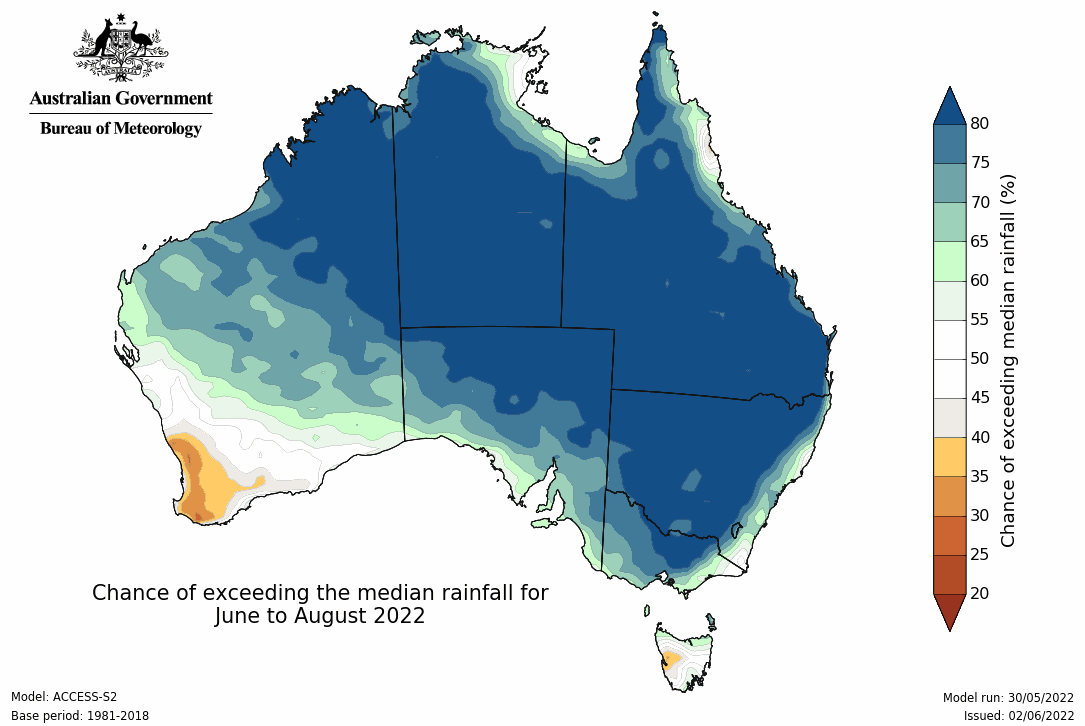 Australian Government
Bureau of Meteorology
80
75
70
65
60
55
50
45
40
35
30
25
20
Chance of exceeding median rainfall (%)
Chance of exceeding the median rainfall for
June to August 2022
Model: ACCESS-S2
Base period: 1981-2018
Model run: 30/05/2022
Issued: 02/06/2022